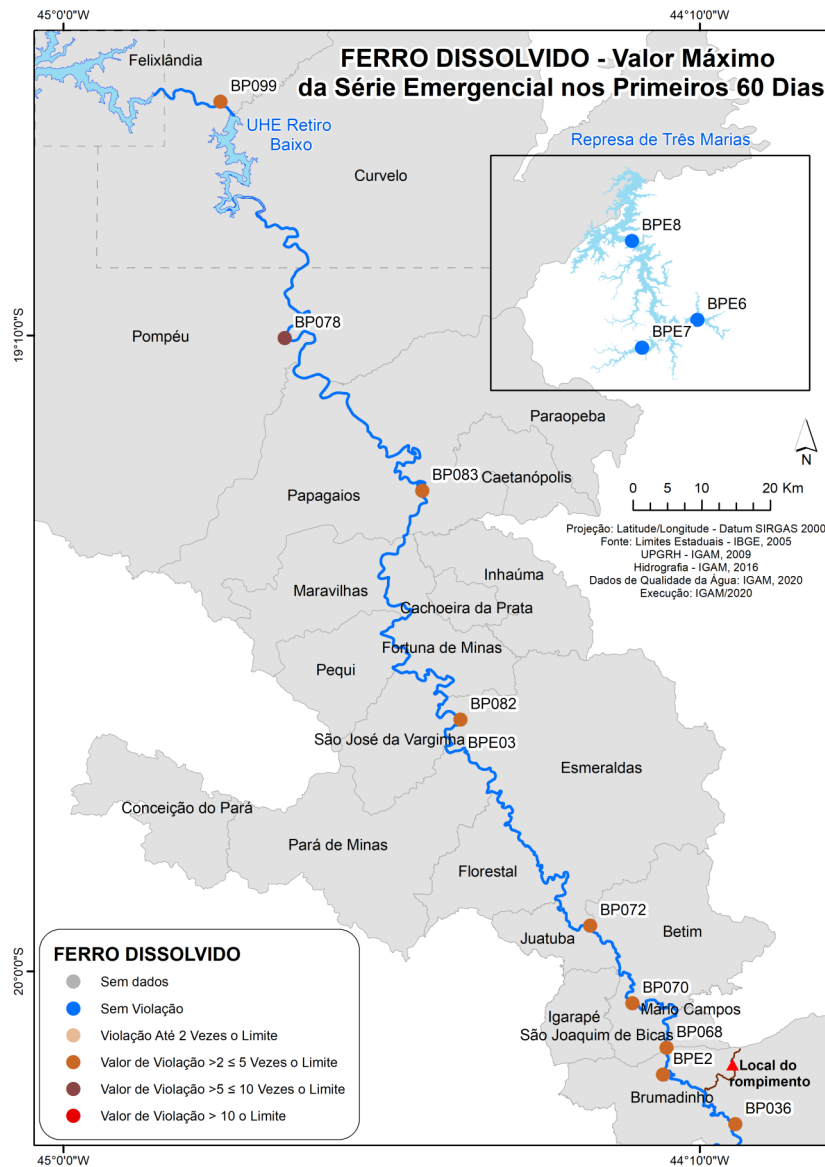 45°0'0"W
44°10'0"W
FERRO DISSOLVIDO - Valor Máximo
da Série Emergencial nos Primeiros 60 Dias
Felixlândia
BP099
UHE Retiro
Baixo
Curvelo
Represa de Três Marias
BPE8
BPE6
BPE7
19°10'0"S
Pompéu
BP078
Paraopeba
BP083
Caetanópolis
Papagaios
N
0 5 10 20 Km
Projeção: Latitude/Longitude - Datum SIRGAS 2000
Fonte: Limites Estaduais - IBGE, 2005
UPGRH - IGAM, 2009
Hidrografia - IGAM, 2016
Dados de Qualidade da Água: IGAM, 2020
Execução: IGAM/2020
Inhaúma
Maravilhas
Cachoeira da Prata
Fortuna de Minas
Pequi
BP082
São José da Varginha
BPE03
Esmeraldas
Conceição do Pará
Pará de Minas
Florestal
BP072
Juatuba
Betim
20°0'0"S
BP070
Mário Campos
Igarapé
São Joaquim de Bicas
BP068
BPE2
Local do
rompimento
Brumadinho
BP036
FERRO DISSOLVIDO
Sem dados
Sem Violação
Violação Até 2 Vezes o Limite
Valor de Violação >2 ≤ 5 Vezes o Limite
Valor de Violação >5 ≤ 10 Vezes o Limite
Valor de Violação > 10 o Limite
45°0'0"W
44°10'0"W